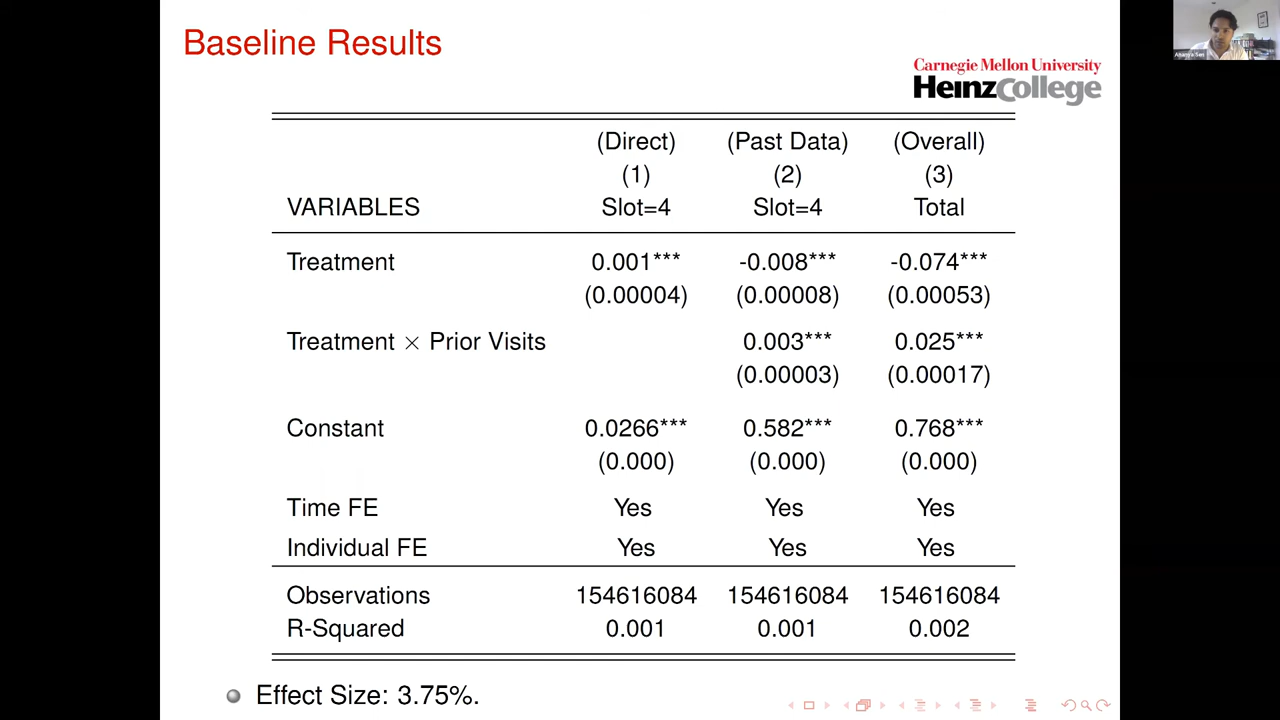 Baseline Results
Carnegie Mellon University
HeinzCollege
(Direct) (Past Data) (Overall)
(1) (2) (3)
VARIABLES Slot=4 Slot=4 Total
Treatment 0.001*** -0.008*** -0.074***
(0.00004) (0.00008) (0.00053)
Treatment × Prior Visits 0.003*** 0.025***
(0.00003) (0.00017)
Constant 0.0266*** 0.582*** 0.768***
(0.000) (0.000) (0.000)
Time FE Yes Yes Yes
Individual FE Yes Yes Yes
Observations 154616084 154616084 154616084
R-Squared 0.001 0.001 0.002
Effect Size: 3.75%.